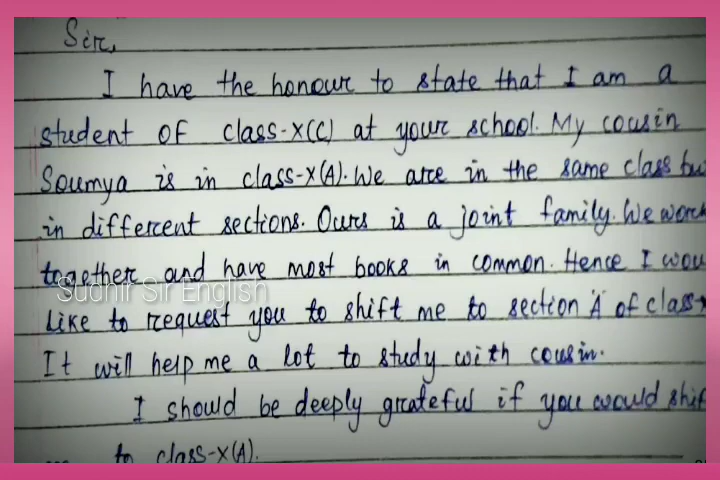 Sir,
I have the honour to state that I am a
student of class-X(C) at your school. My cousin
Soumya is in class-X(A). We are in the same class bu
in different sections. Ours is a joint family. We work
together and have most books in common. Hence I wou
Sudhir Sir English
like to request you to shift me to section 'A' of class-X
It will help me a lot to study with cousin.
I should be deeply grateful if you would shif
to class-X(A).